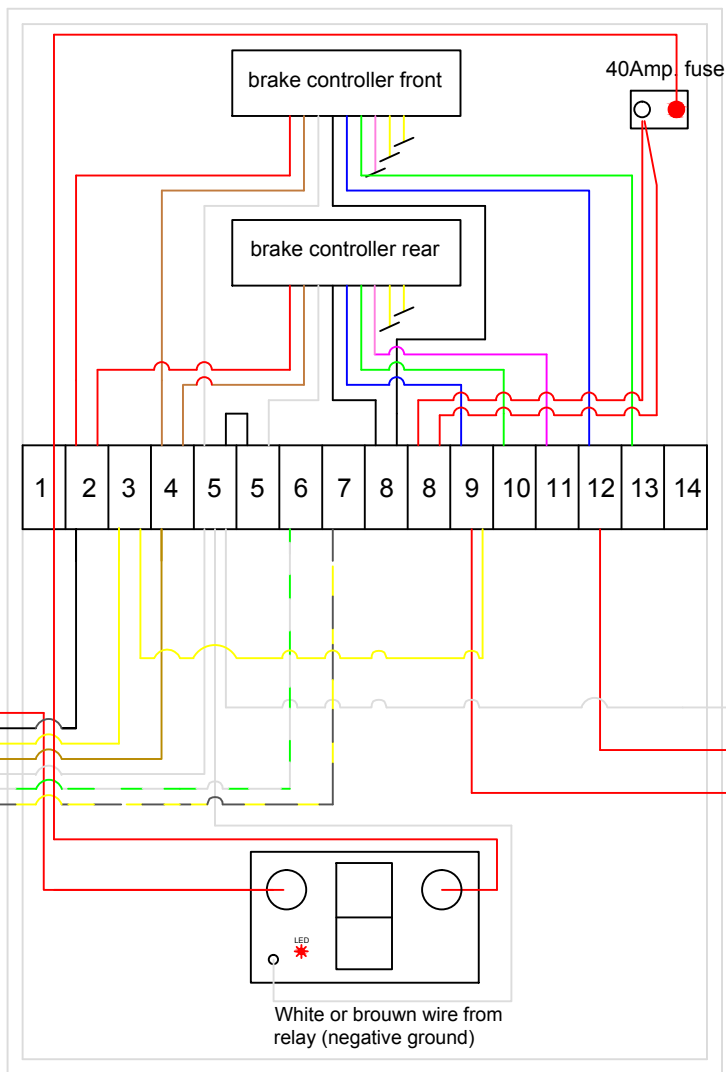 brake controller front
40Amp. fuse
brake controller rear
1 2 3 4 5 5 6 7 8 8 9 10 11 12 13 14
LED
White or brouwn wire from
relay (negative ground)